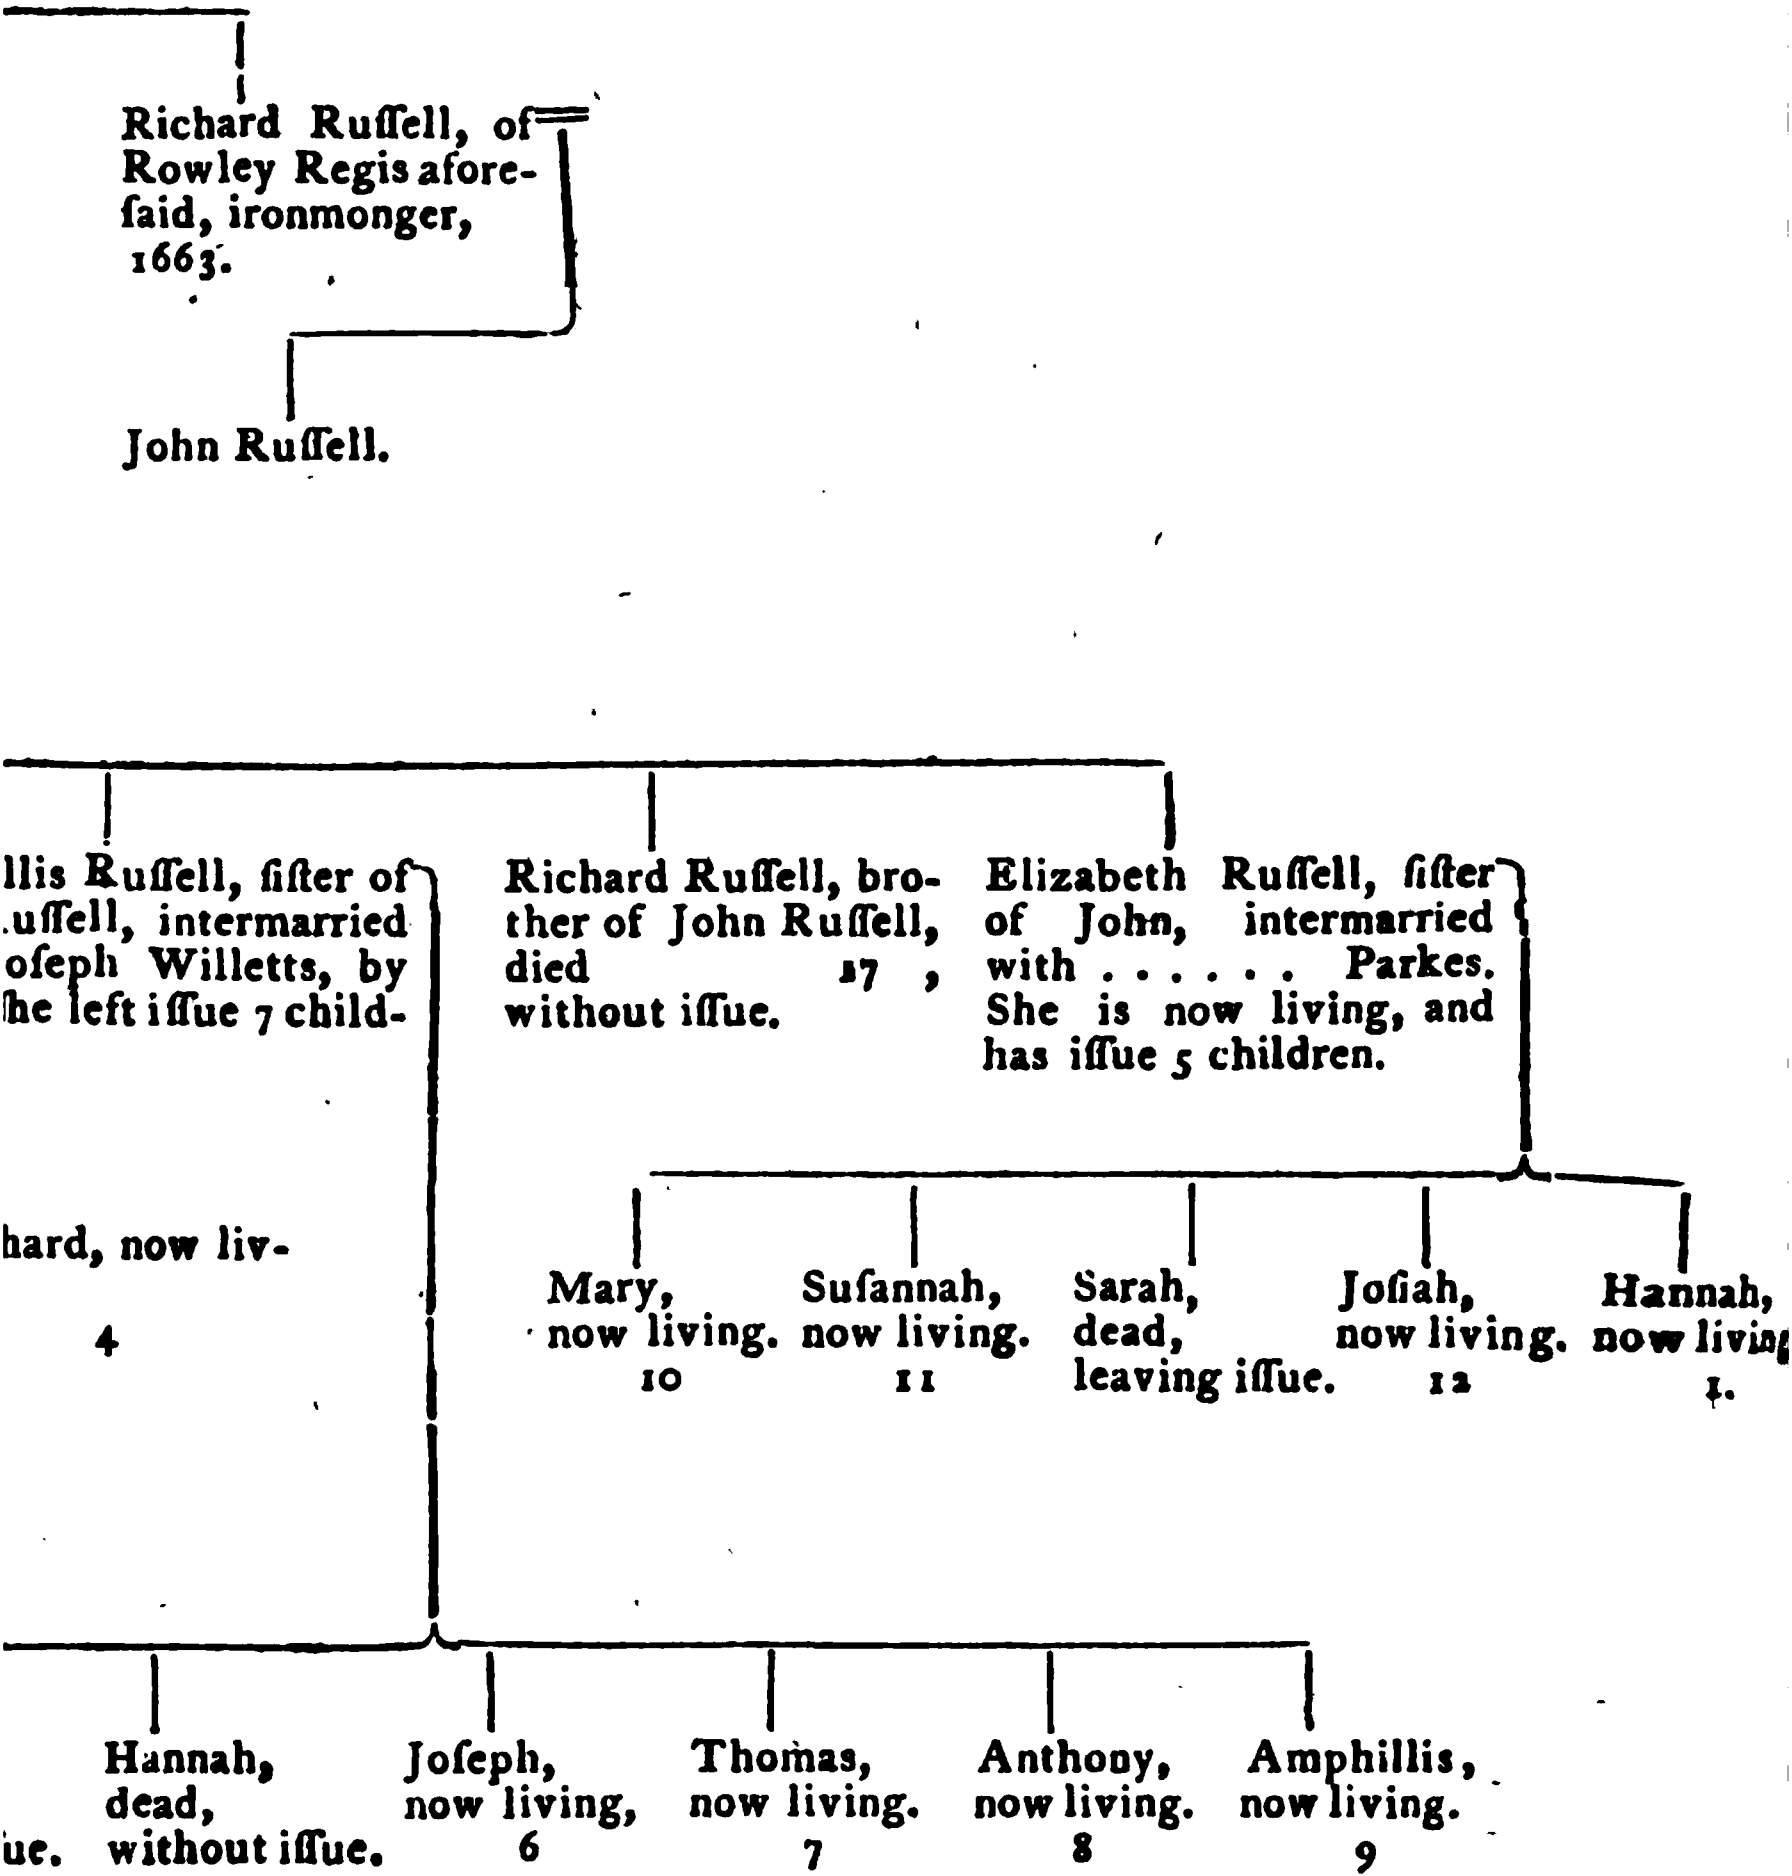 Richard Ruſſell, of
Rowley Regis afore-
ſaid, ironmonger,
1663.
John Ruſſell.
llis Ruſſell, ſiſter of
uſſell, intermarried
oſeph Willetts, by
ſhe left iſſue 7 child-
Richard Ruſſell, bro-
ther of John Ruſſell,
died 17 ,
without iſſue.
Elizabeth Ruſſell, ſiſter
of John, intermarried
with . . . . . . Parkes.
She is now living, and
has iſſue 5 children.
hard, now liv-
4
Mary,
now living.
10
Suſannah,
now living.
11
Sarah,
dead,
leaving iſſue.
Joſiah,
now living.
12
Hannah,
now living
1.
ue.
Hannah,
dead,
without iſſue.
Joſeph,
now living,
6
Thomas,
now living.
7
Anthony,
now living.
8
Amphillis,
now living.
9